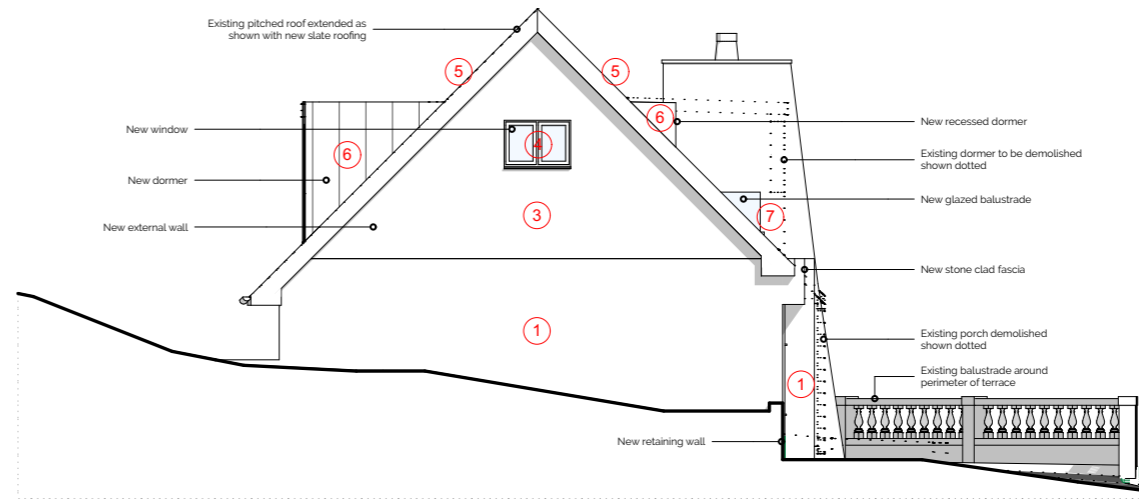 Existing pitched roof extended as
shown with new slate roofing
5
5
6
New recessed dormer
New window
4
6
Existing dormer to be demolished
shown dotted
New dormer
New glazed balustrade
3
7
New external wall
New stone clad fascia
1
Existing porch demolished
shown dotted
Existing balustrade around
perimeter of terrace
1
New retaining wall